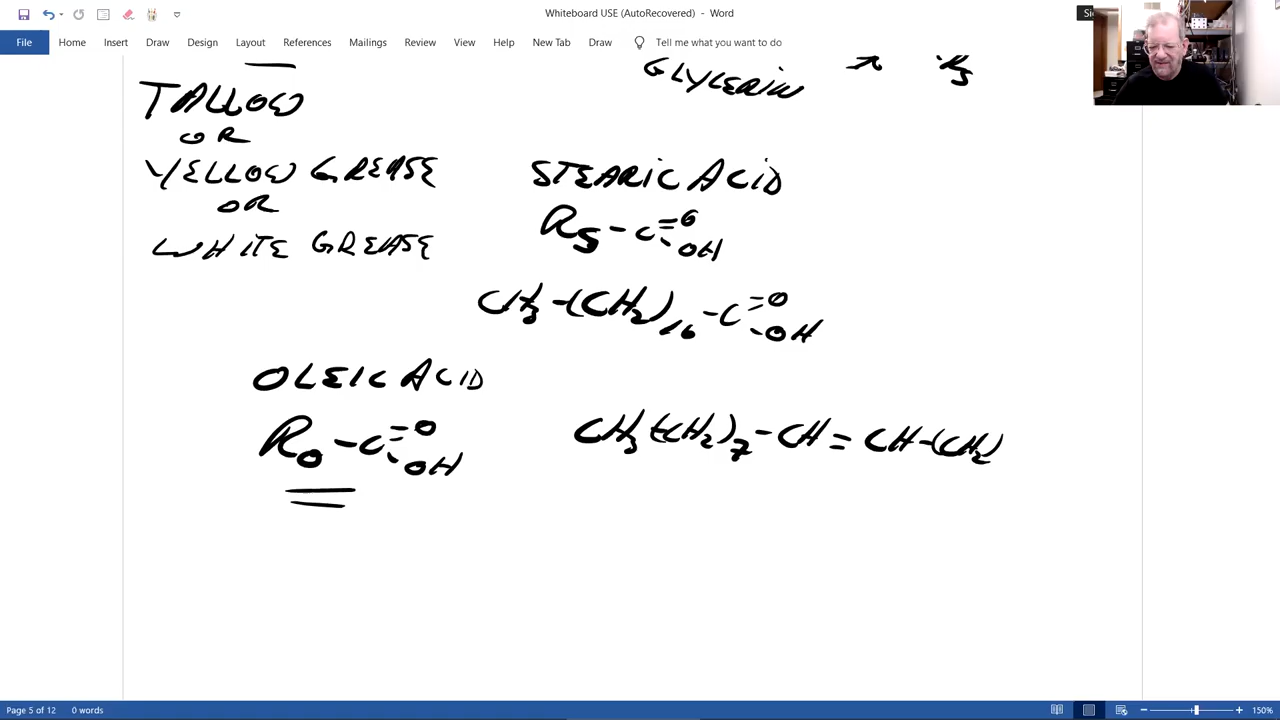 Whiteboard USE (AutoRecovered) - Word
File Home Insert Draw Design Layout References Mailings Review View Help New Tab Draw Tell me what you want to do
GLYCERIN
TALLOW
OR
YELLOW GREASE
OR
WHITE GREASE
STEARIC ACID
RS-C=O
-OH
CH3-(CH2)16-C=O
-OH
OLEIC ACID
RO-C=O
-OH
CH3(CH2)7-CH=CH-(CH2)
Page 5 of 12 0 words
150%